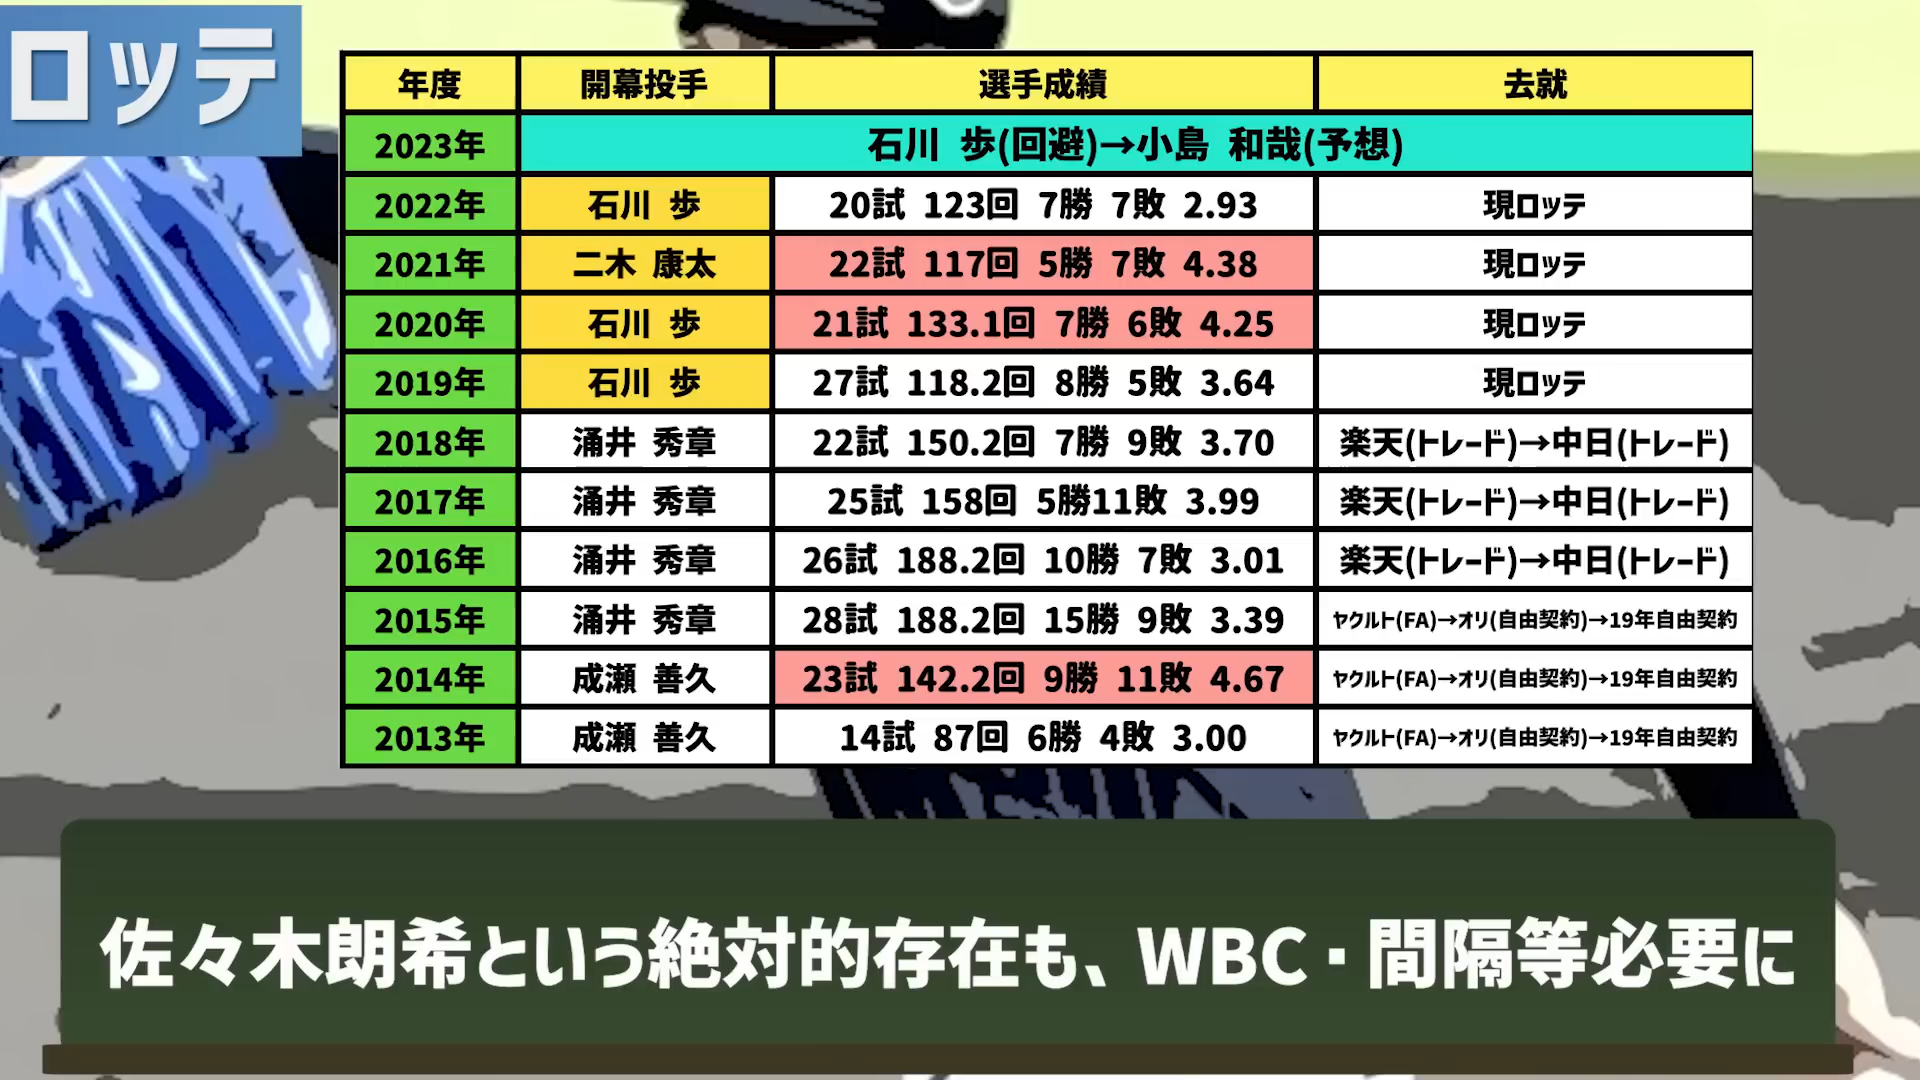 ロッテ
年度 開幕投手 選手成績 去就
2023年 石川 歩(回避)→小島 和哉(予想)
2022年 石川 歩 20試 123回 7勝 7敗 2.93 現ロッテ
2021年 二木 康太 22試 117回 5勝 7敗 4.38 現ロッテ
2020年 石川 歩 21試 133.1回 7勝 6敗 4.25 現ロッテ
2019年 石川 歩 27試 118.2回 8勝 5敗 3.64 現ロッテ
2018年 涌井 秀章 22試 150.2回 7勝 9敗 3.70 楽天(トレード)→中日(トレード)
2017年 涌井 秀章 25試 158回 5勝11敗 3.99 楽天(トレード)→中日(トレード)
2016年 涌井 秀章 26試 188.2回 10勝 7敗 3.01 楽天(トレード)→中日(トレード)
2015年 涌井 秀章 28試 188.2回 15勝 9敗 3.39 ヤクルト(FA)→オリ(自由契約)→19年自由契約
2014年 成瀬 善久 23試 142.2回 9勝 11敗 4.67 ヤクルト(FA)→オリ(自由契約)→19年自由契約
2013年 成瀬 善久 14試 87回 6勝 4敗 3.00 ヤクルト(FA)→オリ(自由契約)→19年自由契約
佐々木朗希という絶対的存在も、WBC・間隔等必要に